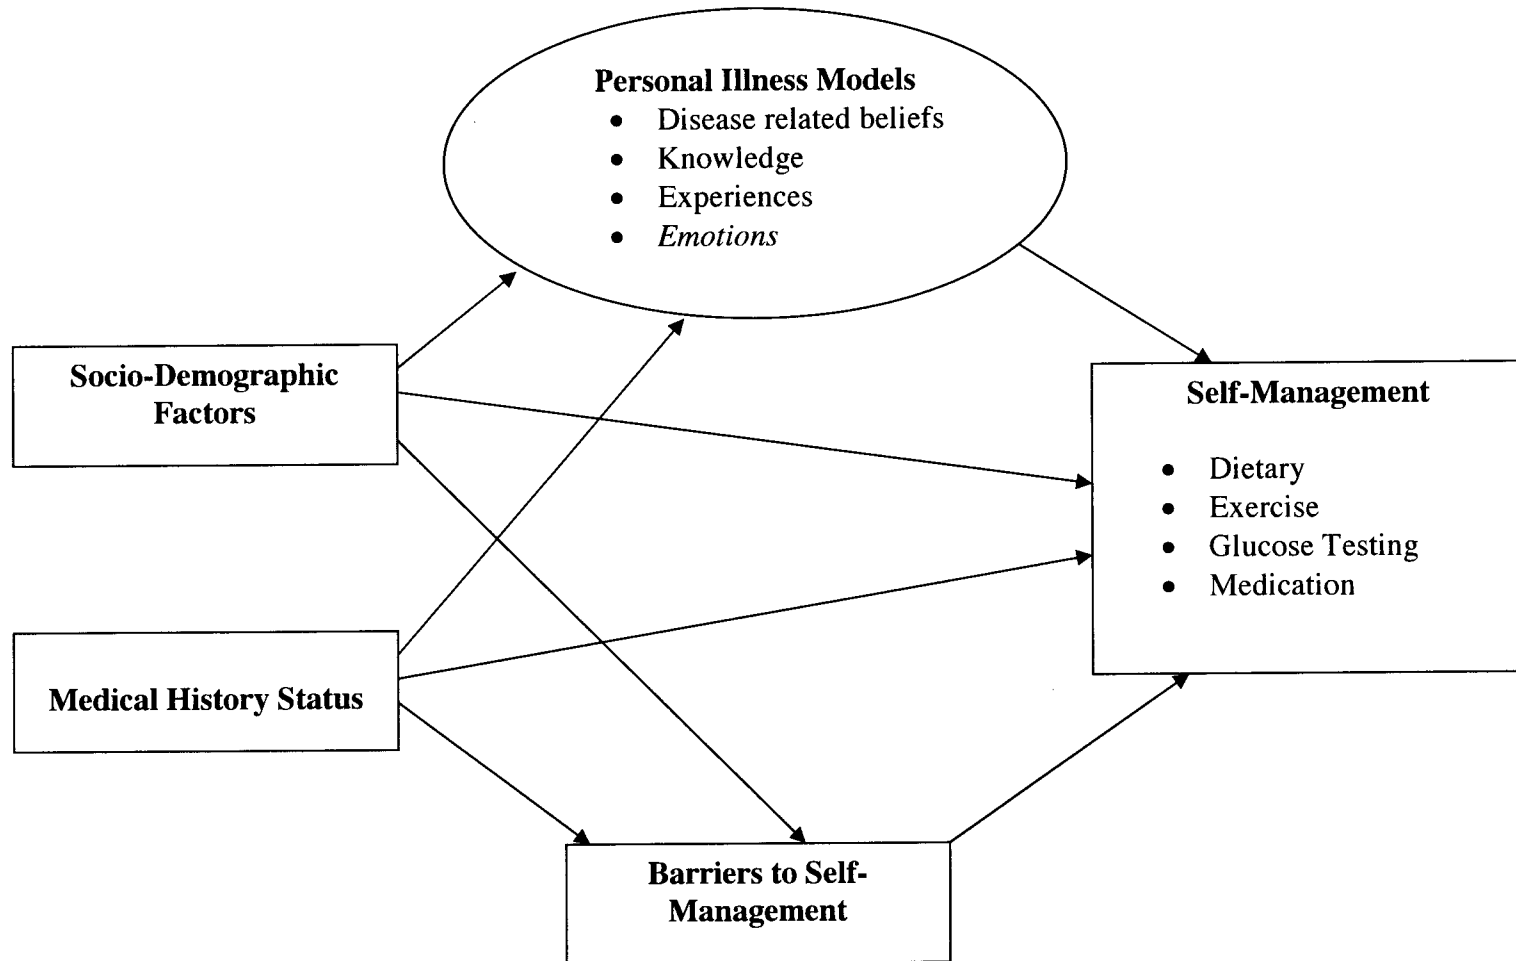 Personal Illness Models
• Disease related beliefs
• Knowledge
• Experiences
• Emotions
Socio-Demographic
Factors
Self-Management
• Dietary
• Exercise
• Glucose Testing
• Medication
Medical History Status
Barriers to Self-
Management